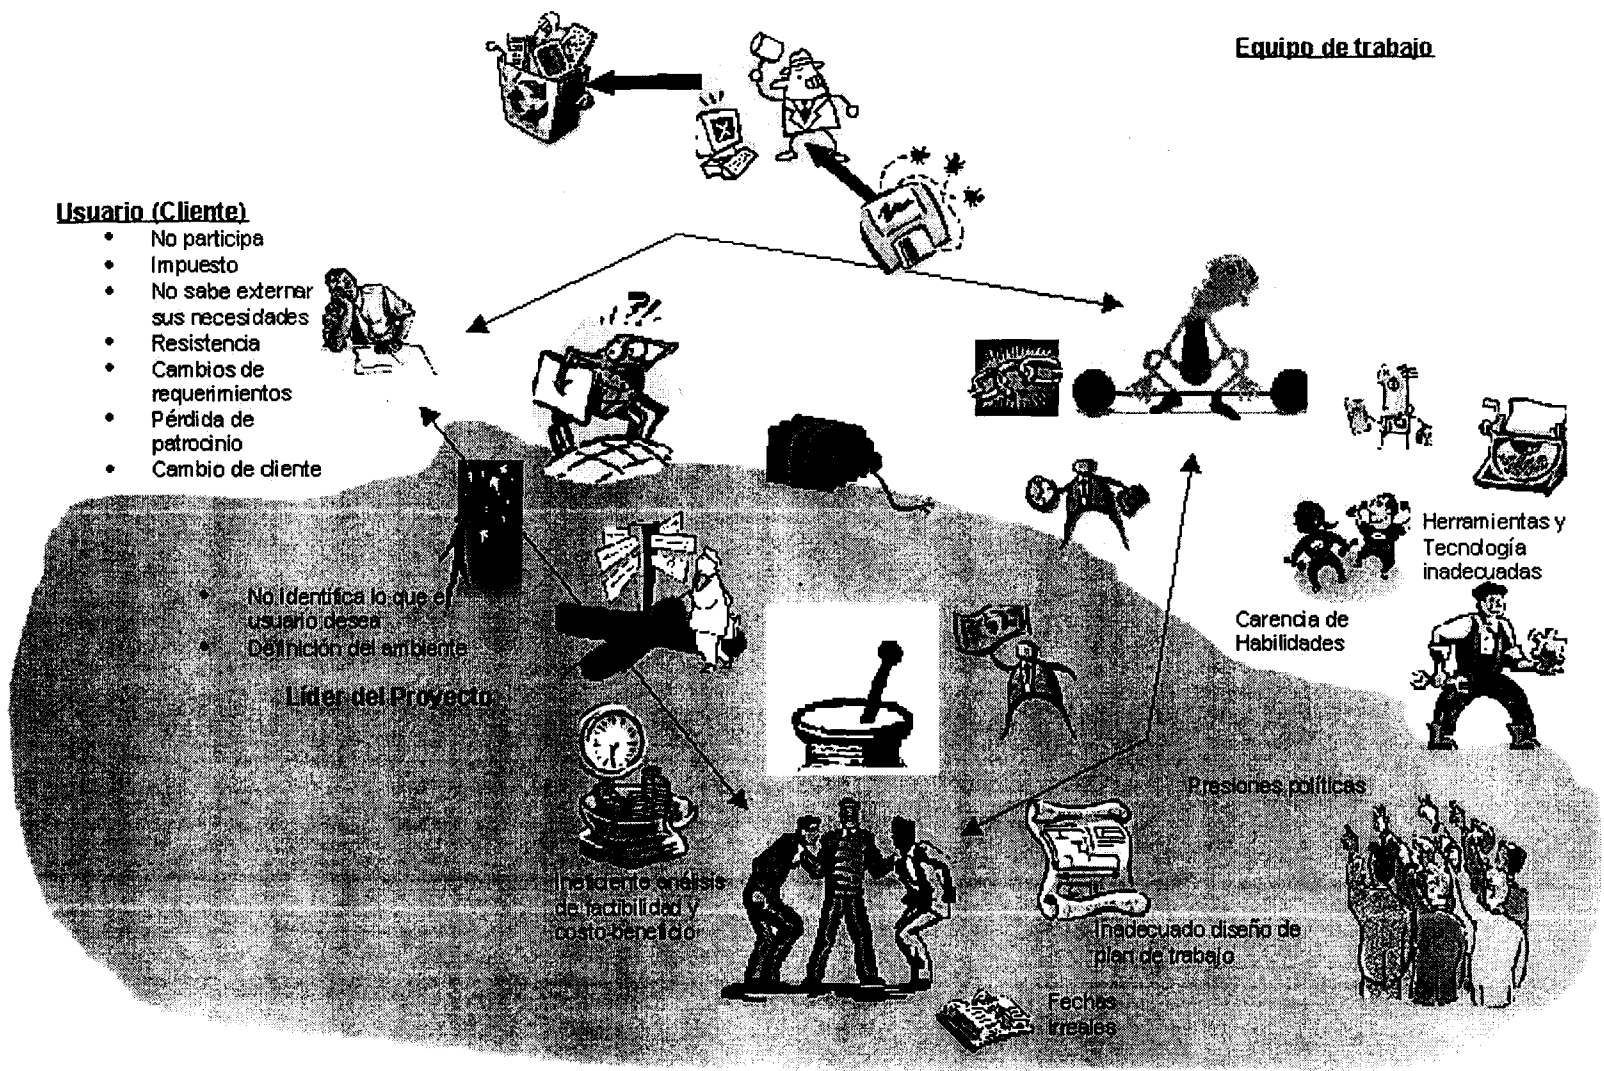 Equipo de trabajo
Usuario (Cliente)
• No participa
• Impuesto
• No sabe externar
sus necesidades
• Resistencia
• Cambios de
requerimientos
• Pérdida de
patrocinio
• Cambio de cliente
Herramientas y
Tecnología
inadecuadas
Carencia de
Habilidades
• No identifica lo que el
usuario desea
• Definición del ambiente
Líder del Proyecto
Presiones políticas
Ineficiente análisis
de factibilidad y
costo-beneficio
Inadecuado diseño de
plan de trabajo
Fechas
Irreales